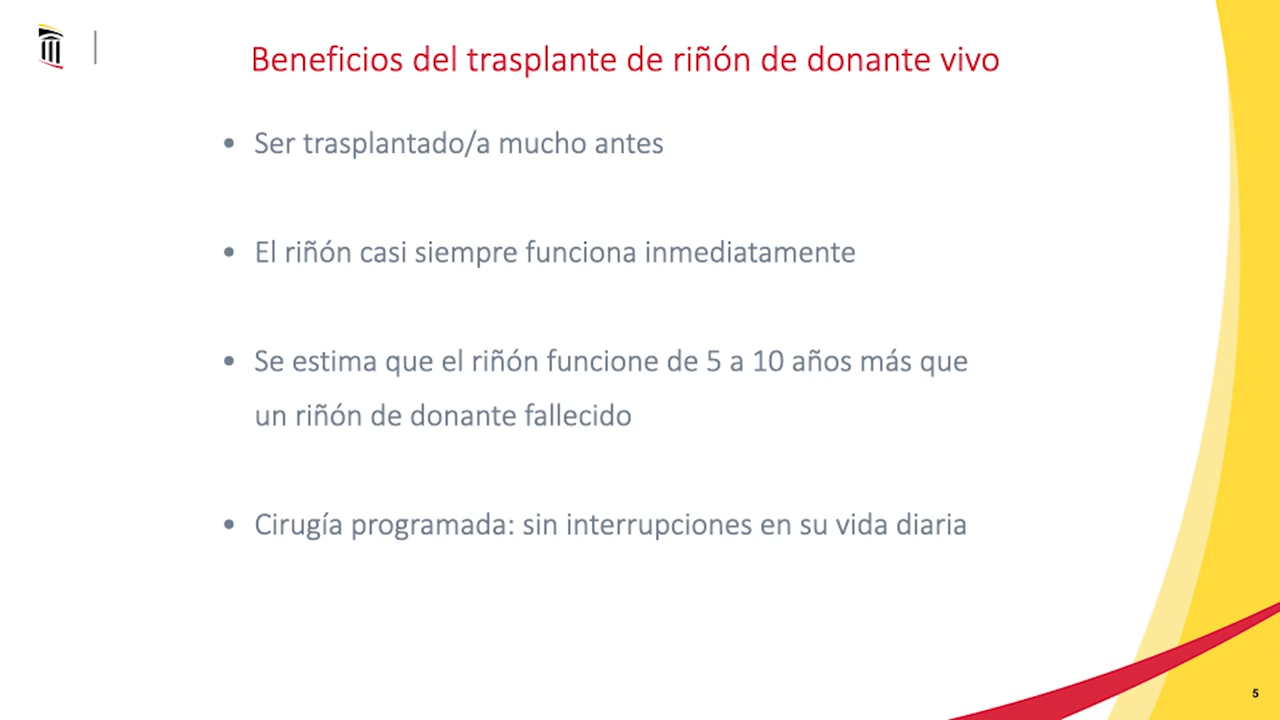 Beneficios del trasplante de riñón de donante vivo
• Ser trasplantado/a mucho antes
• El riñón casi siempre funciona inmediatamente
• Se estima que el riñón funcione de 5 a 10 años más que
un riñón de donante fallecido
• Cirugía programada: sin interrupciones en su vida diaria
5